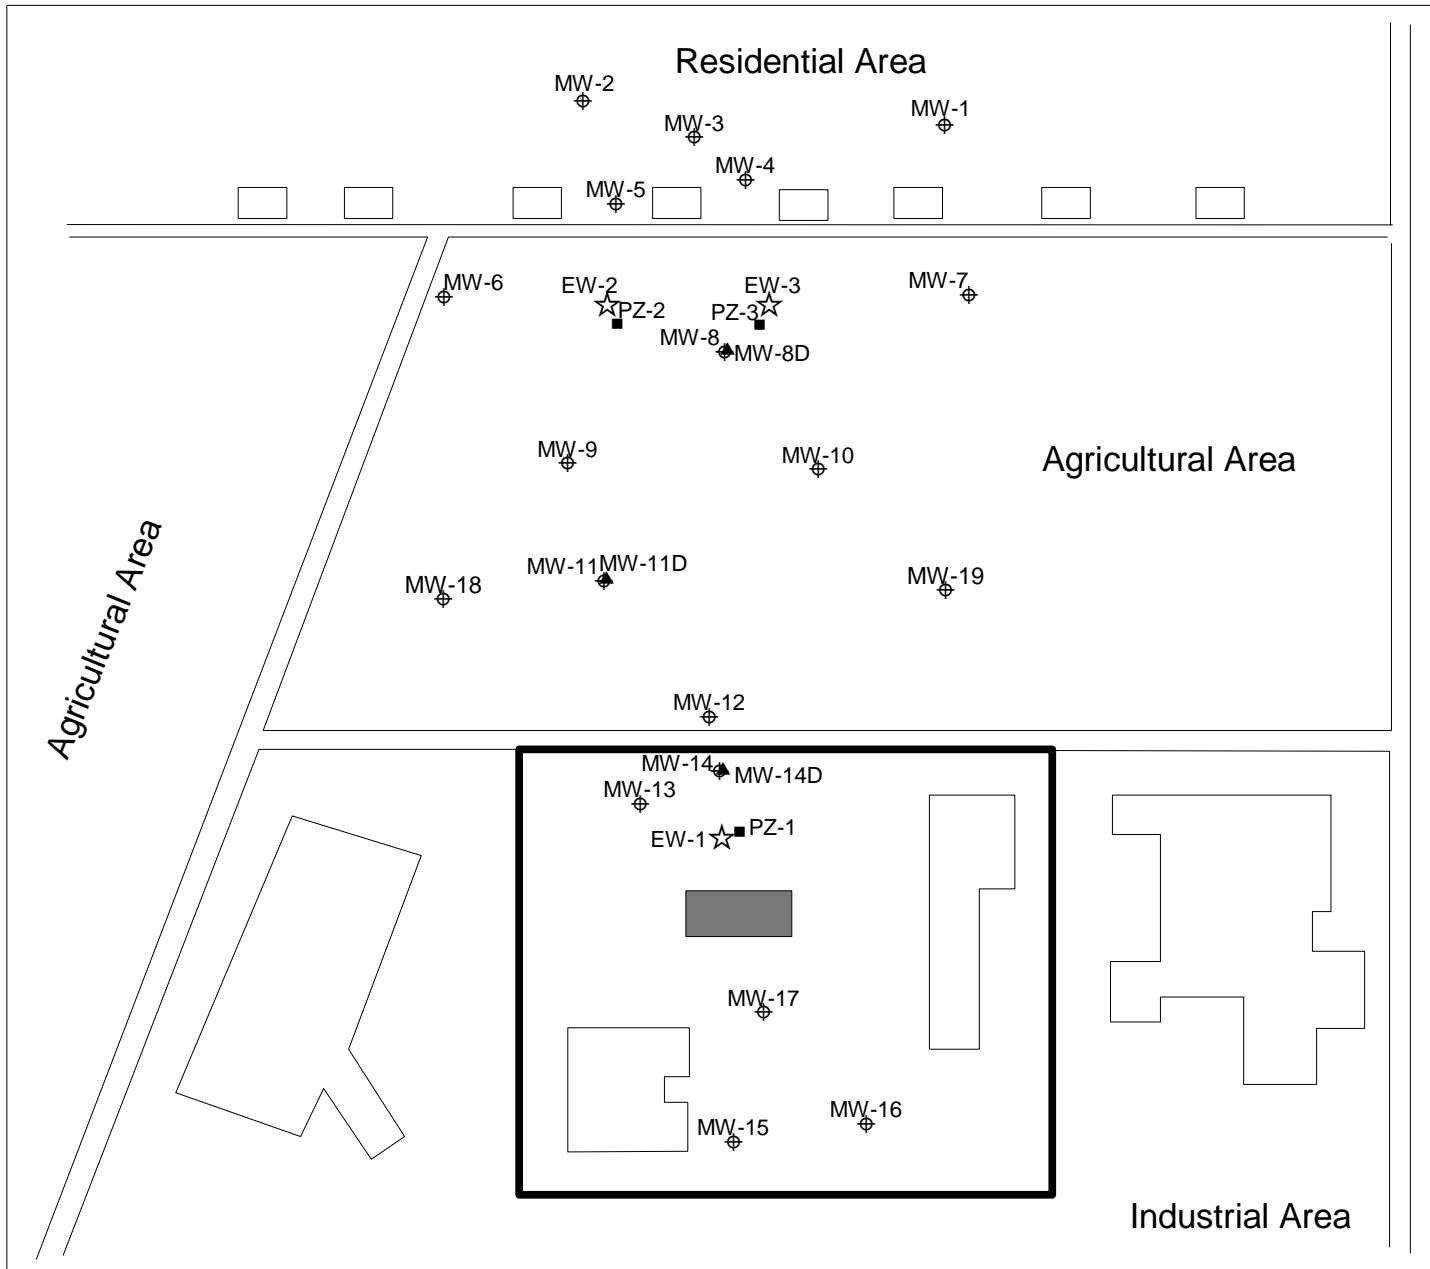 Residential Area
MW-2
MW-1
MW-3
MW-4
MW-5
MW-6
EW-2
EW-3
MW-7
PZ-2
PZ-3
MW-8
MW-8D
MW-9
MW-10
Agricultural Area
Agricultural Area
MW-11
MW-11D
MW-18
MW-19
MW-12
MW-14
MW-14D
MW-13
EW-1
PZ-1
MW-17
MW-16
MW-15
Industrial Area